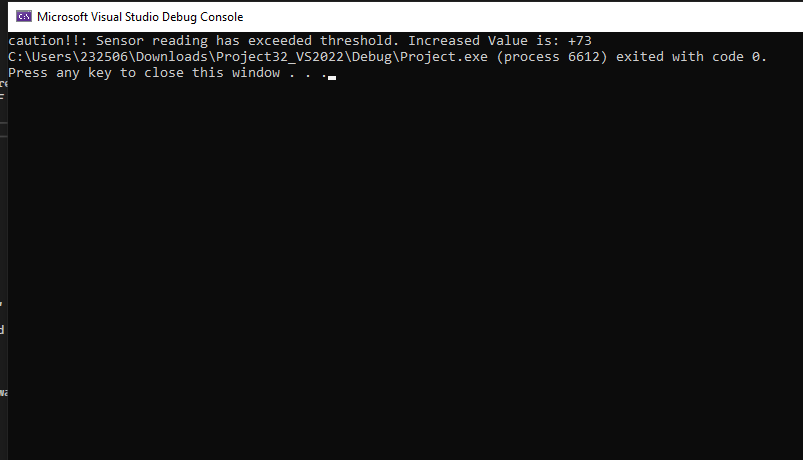 Microsoft Visual Studio Debug Console
caution!!: Sensor reading has exceeded threshold. Increased Value is: +73
C:\Users\232506\Downloads\Project32_VS2022\Debug\Project.exe (process 6612) exited with code 0.
Press any key to close this window . . .